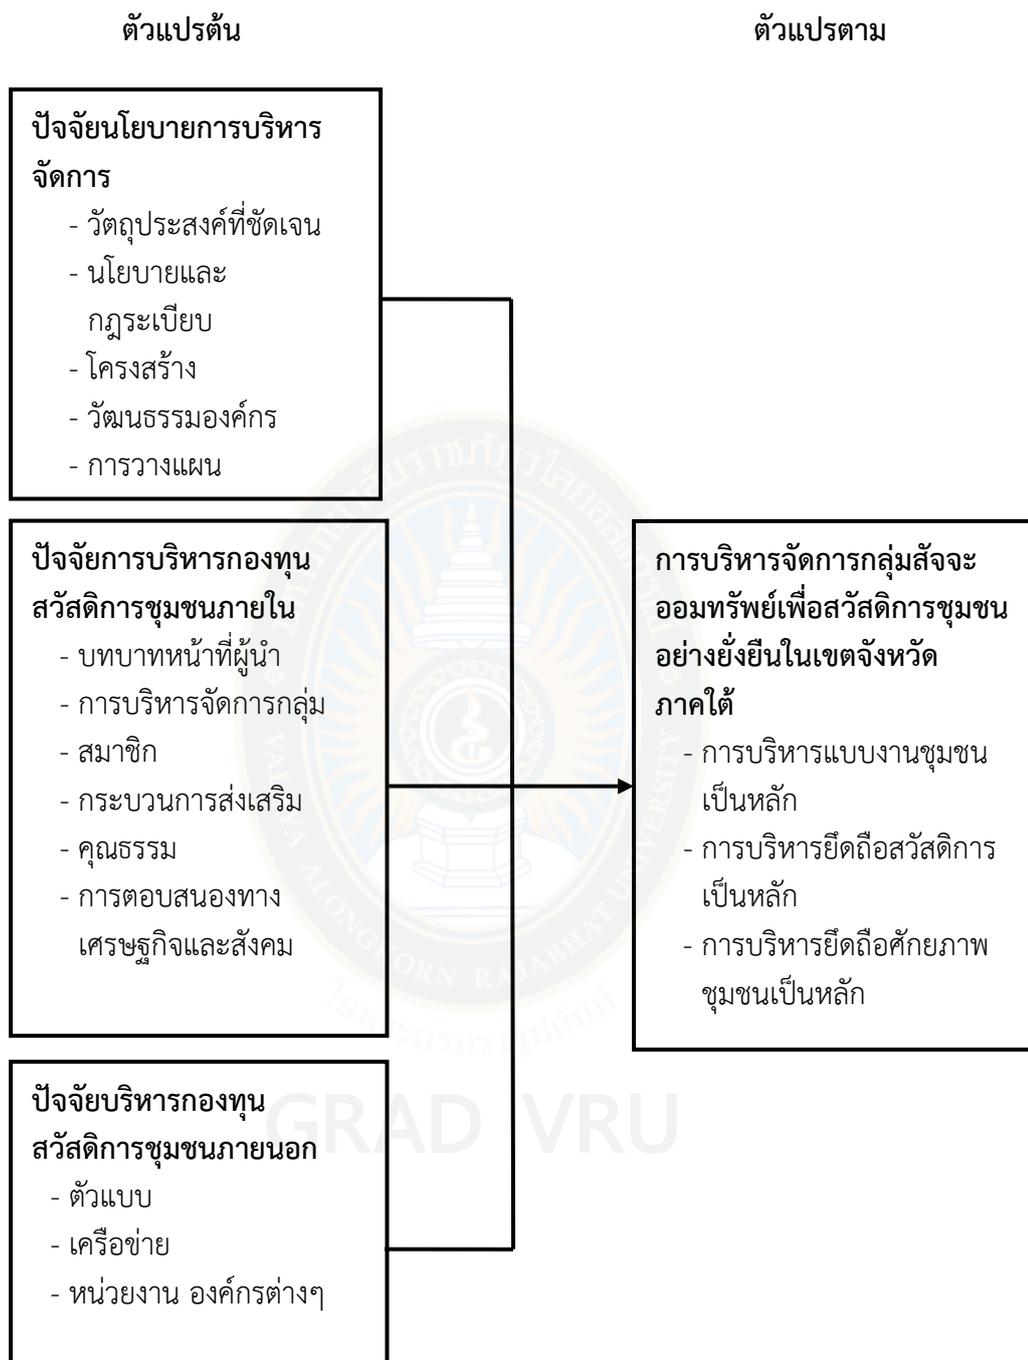 ตัวแปรต้น
ตัวแปรตาม
ปัจจัยนโยบายการบริหาร
จัดการ
- วัตถุประสงค์ที่ชัดเจน
- นโยบายและ
กฎระเบียบ
- โครงสร้าง
- วัฒนธรรมองค์กร
- การวางแผน
ปัจจัยการบริหารกองทุน
สวัสดิการชุมชนภายใน
- บทบาทหน้าที่ผู้นำ
- การบริหารจัดการกลุ่ม
- สมาชิก
- กระบวนการส่งเสริม
- คุณธรรม
- การตอบสนองทาง
เศรษฐกิจและสังคม
ปัจจัยบริหารกองทุน
สวัสดิการชุมชนภายนอก
- ตัวแบบ
- เครือข่าย
- หน่วยงาน องค์กรต่างๆ
การบริหารจัดการกลุ่มสัจจะ
ออมทรัพย์เพื่อสวัสดิการชุมชน
อย่างยั่งยืนในเขตจังหวัด
ภาคใต้
- การบริหารแบบงานชุมชน
เป็นหลัก
- การบริหารยึดถือสวัสดิการ
เป็นหลัก
- การบริหารยึดถือศักยภาพ
ชุมชนเป็นหลัก
VALAYA ALONGKORN RAJABHAT UNIVERSITY
ในพระบรมราชูปถัมภ์
GRAD VRU